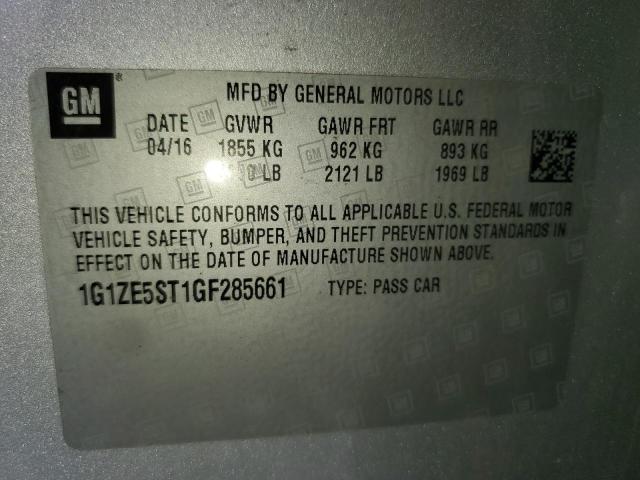 GM
MFD BY GENERAL MOTORS LLC
DATE GVWR GAWR FRT GAWR RR
04/16 1855 KG 962 KG 893 KG
LB 2121 LB 1969 LB
THIS VEHICLE CONFORMS TO ALL APPLICABLE U.S. FEDERAL MOTOR
VEHICLE SAFETY, BUMPER, AND THEFT PREVENTION STANDARDS IN
EFFECT ON THE DATE OF MANUFACTURE SHOWN ABOVE.
1G1ZE5ST1GF285661 TYPE: PASS CAR